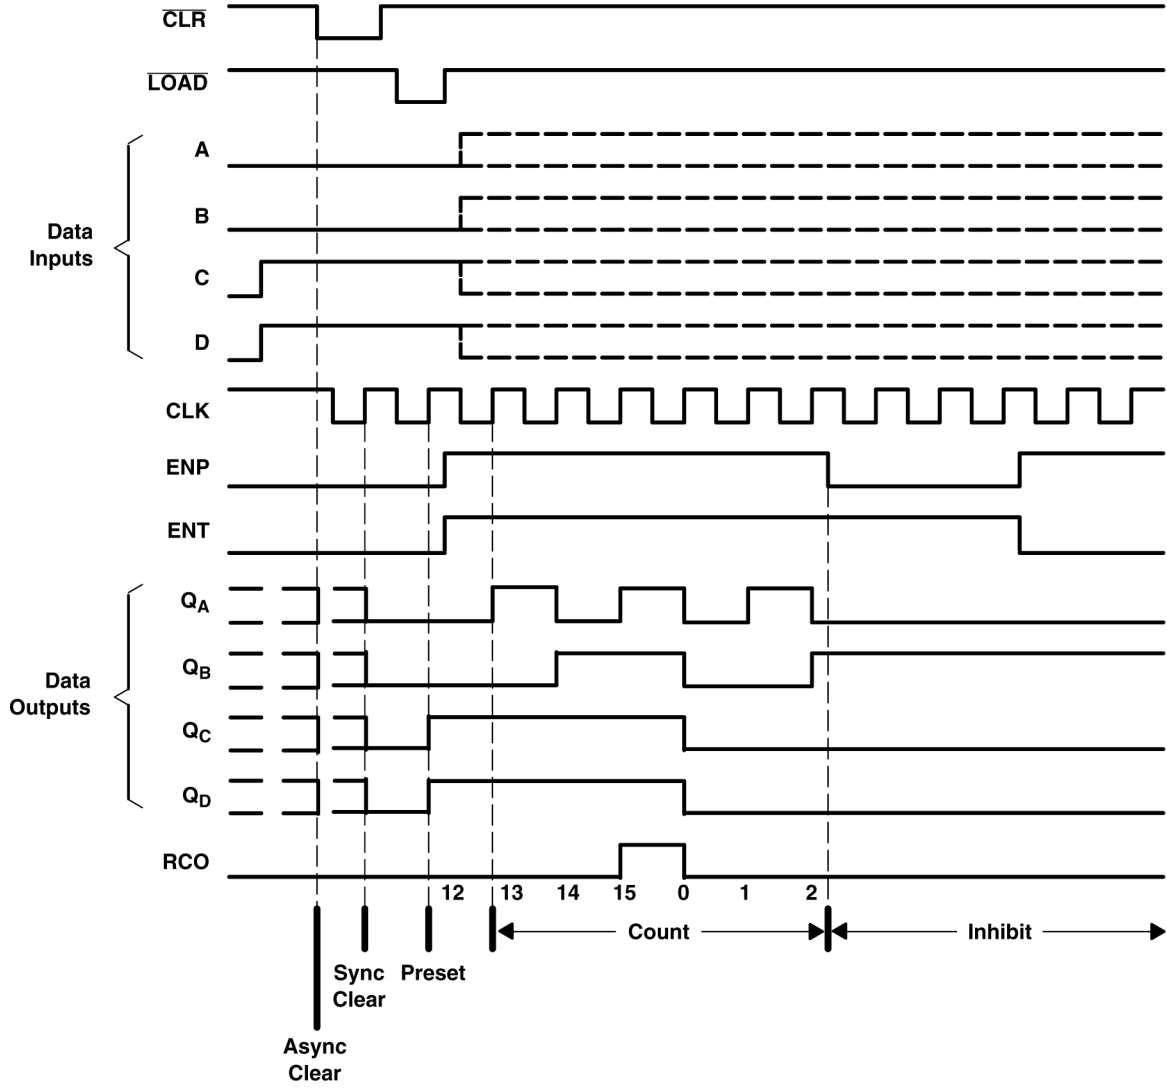 CLR
LOAD
A
B
Data
Inputs
C
D
CLK
ENP
ENT
QA
QB
Data
Outputs
QC
QD
RCO
12 13 14 15 0 1 2
Count Inhibit
Sync
Clear
Preset
Async
Clear